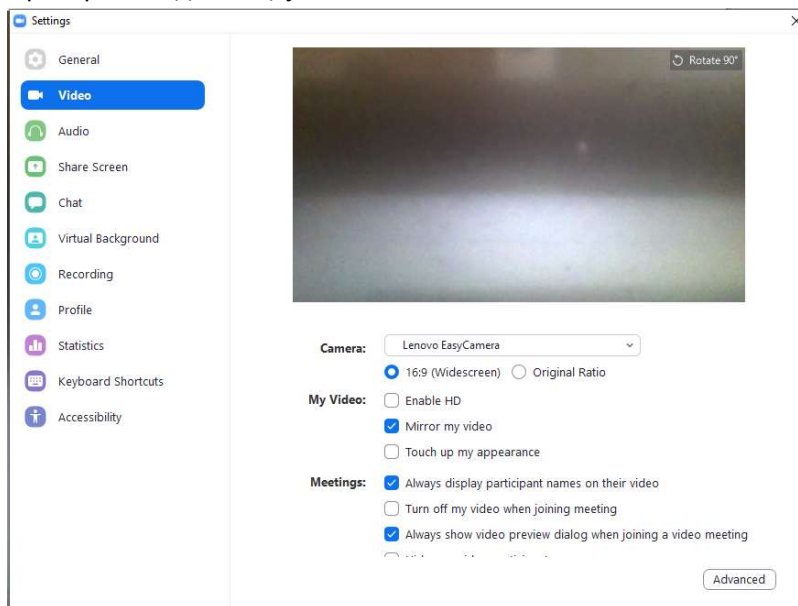 Settings
General
Rotate 90°
Video
Audio
Share Screen
Chat
Virtual Background
Recording
Profile
Statistics
Keyboard Shortcuts
Accessibility
Camera: Lenovo EasyCamera
16:9 (Widescreen) Original Ratio
My Video: Enable HD
Mirror my video
Touch up my appearance
Meetings: Always display participant names on their video
Turn off my video when joining meeting
Always show video preview dialog when joining a video meeting
Advanced